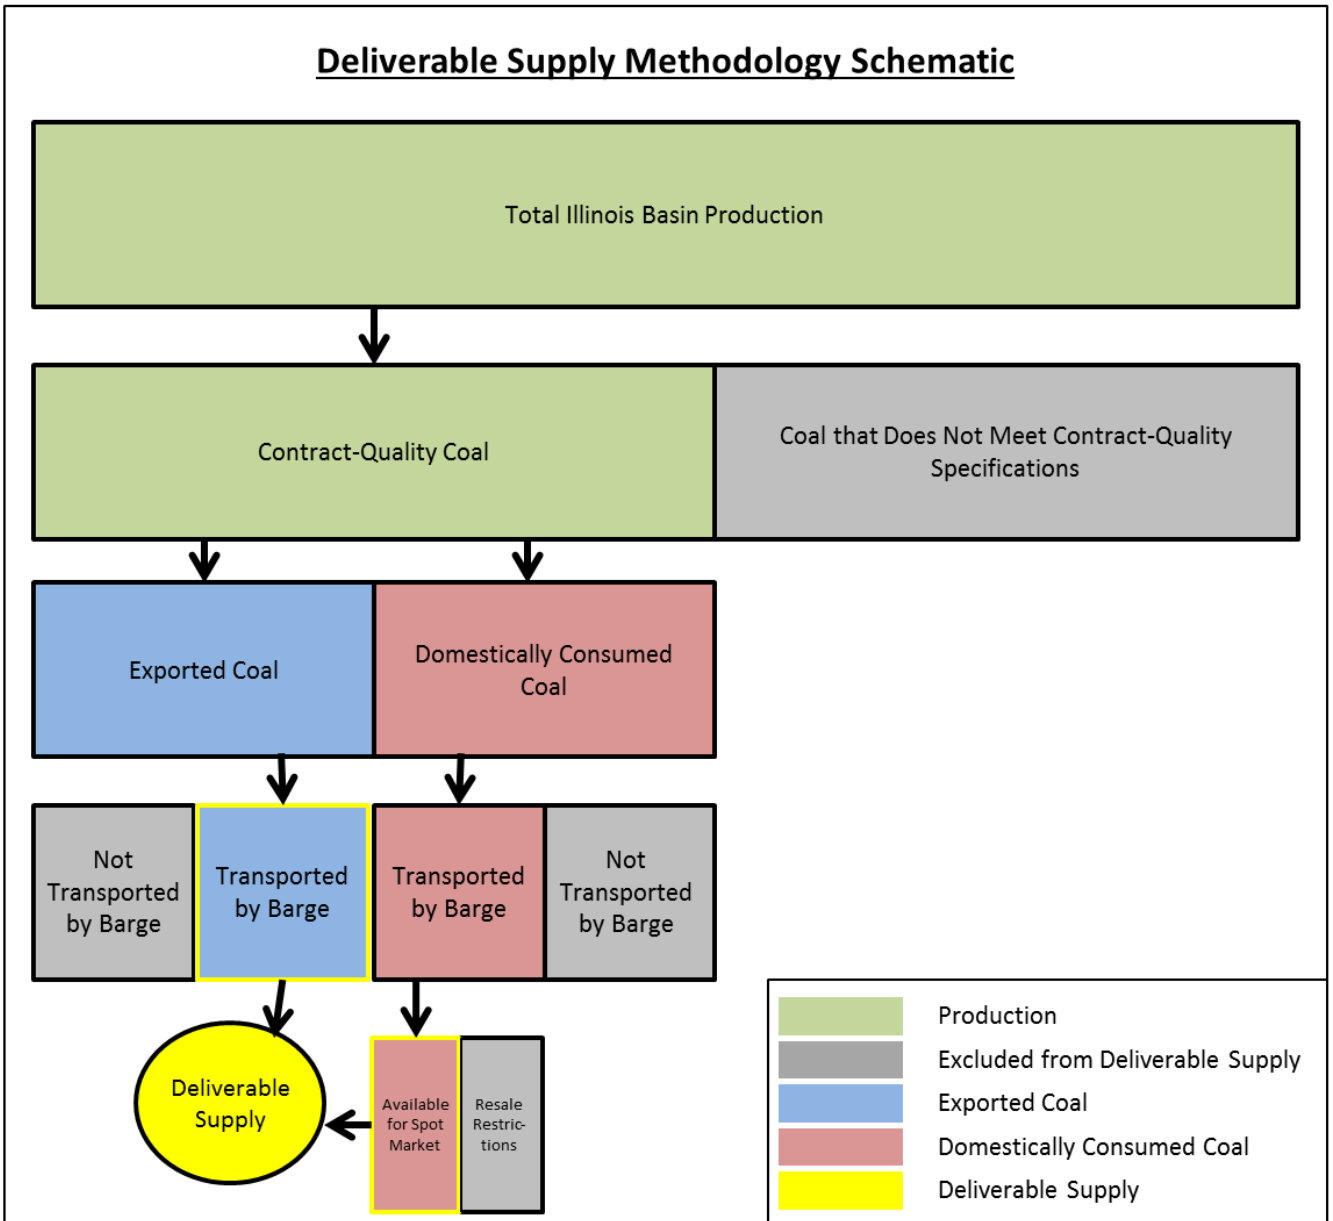 Deliverable Supply Methodology Schematic
Total Illinois Basin Production
Contract-Quality Coal
Coal that Does Not Meet Contract-Quality
Specifications
Exported Coal
Domestically Consumed
Coal
Not
Transported
by Barge
Transported
by Barge
Transported
by Barge
Not
Transported
by Barge
Deliverable
Supply
Available
for Spot
Market
Resale
Restric-
tions
Production
Excluded from Deliverable Supply
Exported Coal
Domestically Consumed Coal
Deliverable Supply